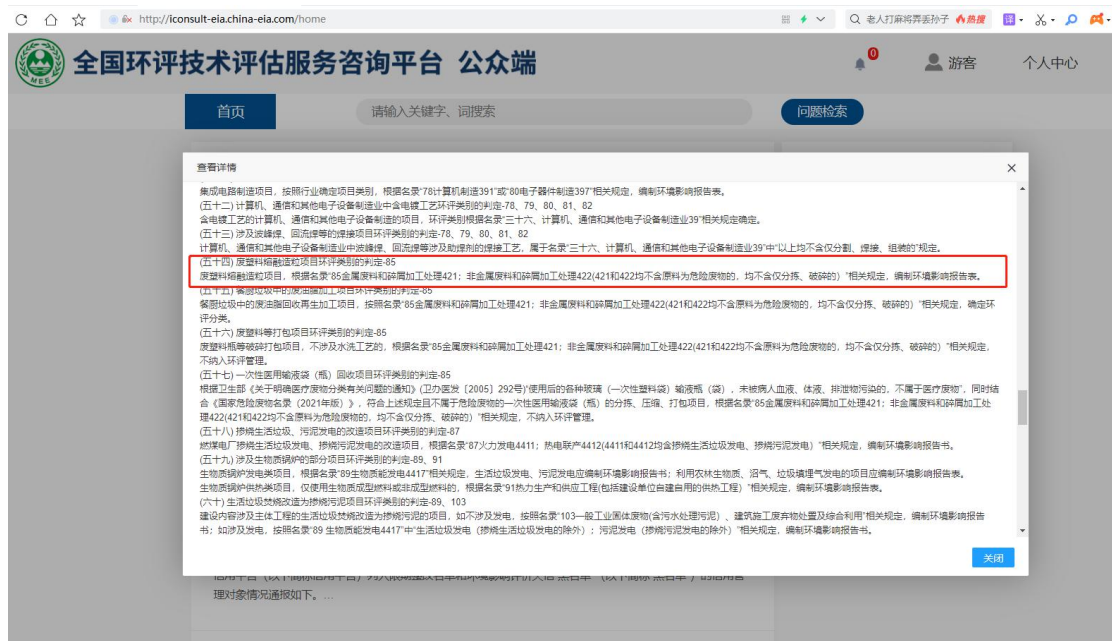 http://iconsult-eia.china-eia.com/home
老人打麻将弄丢孙子 热搜
译
MEE
全国环评技术评估服务咨询平台 公众端
0
游客
个人中心
首页
请输入关键字、词搜索
问题检索
查看详情
集成电路制造项目，按照行业确定项目类别，根据名录“78计算机制造391”或“80电子器件制造397”相关规定，编制环境影响报告表。
(五十二) 计算机、通信和其他电子设备制造业中含电镀工艺环评类别的判定-78、79、80、81、82
含电镀工艺的计算机、通信和其他电子设备制造的项目，环评类别根据名录“三十六、计算机、通信和其他电子设备制造业39”相关规定确定。
(五十三) 涉及波峰焊、回流焊等的焊接项目环评类别的判定-78、79、80、81、82
计算机、通信和其他电子设备制造业中波峰焊、回流焊等涉及助焊剂的焊接工艺，属于名录“三十六、计算机、通信和其他电子设备制造业39”中“以上均不含仅分割、焊接、组装的”规定。
(五十四) 废塑料熔融造粒项目环评类别的判定-85
废塑料熔融造粒项目，根据名录“85金属废料和碎屑加工处理421；非金属废料和碎屑加工处理422(421和422均不含原料为危险废物的，均不含仅分拣、破碎的）”相关规定，编制环境影响报告表。
(五十五) 餐厨垃圾中的废油脂加工项目环评类别的判定-85
餐厨垃圾中的废油脂回收再生加工项目，按照名录“85金属废料和碎屑加工处理421；非金属废料和碎屑加工处理422(421和422均不含原料为危险废物的，均不含仅分拣、破碎的）”相关规定，确定环
评分类。
(五十六) 废塑料等打包项目环评类别的判定-85
废塑料瓶等破碎打包项目，不涉及水洗工艺的，根据名录“85金属废料和碎屑加工处理421；非金属废料和碎屑加工处理422(421和422均不含原料为危险废物的，均不含仅分拣、破碎的）”相关规定，
不纳入环评管理。
(五十七) 一次性医用输液袋（瓶）回收项目环评类别的判定-85
根据卫生部《关于明确医疗废物分类有关问题的通知》(卫办医发［2005］292号)“使用后的各种玻璃（一次性塑料袋）输液瓶（袋），未被病人血液、体液、排泄物污染的，不属于医疗废物”，同时结
合《国家危险废物名录（2021年版）》，符合上述规定且不属于危险废物的一次性医用输液袋（瓶）的分拣、压缩、打包项目，根据名录“85金属废料和碎屑加工处理421；非金属废料和碎屑加工处
理422(421和422均不含原料为危险废物的，均不含仅分拣、破碎的）”相关规定，不纳入环评管理。
(五十八) 掺烧生活垃圾、污泥发电的改造项目环评类别的判定-87
燃煤电厂掺烧生活垃圾发电、掺烧污泥发电的改造项目，根据名录“87火力发电4411；热电联产4412(4411和4412均含掺烧生活垃圾发电、掺烧污泥发电）”相关规定，编制环境影响报告书。
(五十九) 涉及生物质锅炉的部分项目环评类别的判定-89、91
生物质锅炉发电类项目，根据名录“89生物质能发电4417”相关规定，生活垃圾发电、污泥发电应编制环境影响报告书；利用农林生物质、沼气、垃圾填埋气发电的项目应编制环境影响报告表。
生物质锅炉供热类项目，仅使用生物质成型燃料或非成型燃料的，根据名录“91热力生产和供应工程(包括建设单位自建自用的供热工程）”相关规定，编制环境影响报告表。
(六十) 生活垃圾焚烧改造为掺烧污泥项目环评类别的判定-89、103
建设内容涉及主体工程的生活垃圾焚烧改造为掺烧污泥的项目，如不涉及发电，按照名录“103一般工业固体废物(含污水处理污泥）、建筑施工废弃物处置及综合利用”相关规定，编制环境影响报告
书；如涉及发电，按照名录“89 生物质能发电4417”中“生活垃圾发电（掺烧生活垃圾发电的除外）；污泥发电（掺烧污泥发电的除外）”相关规定，编制环境影响报告书。
关闭
理对象情况通报如下。...